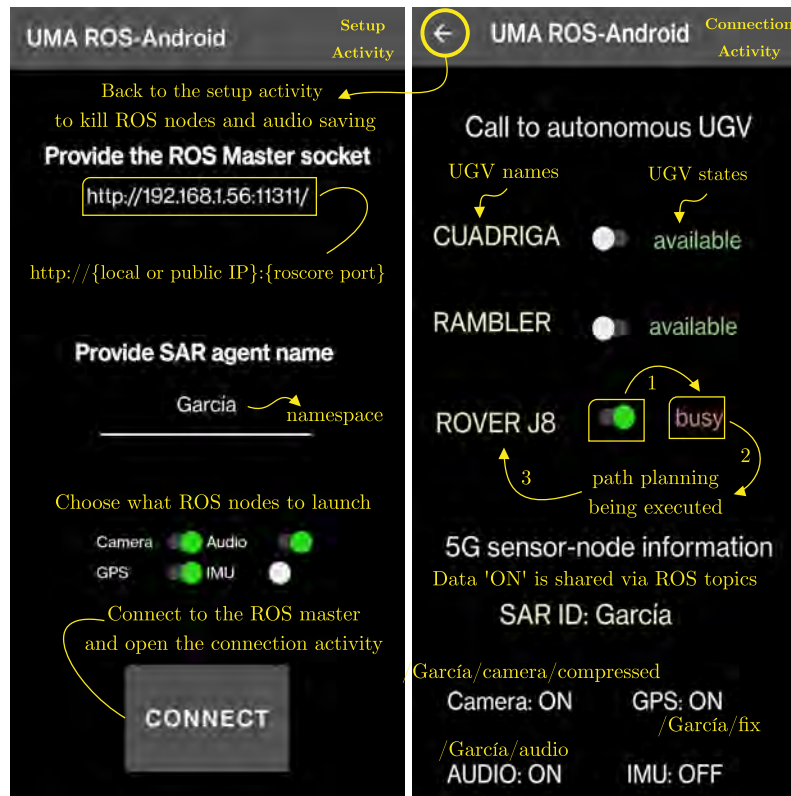 UMA ROS-Android
Setup
Activity
Back to the setup activity
to kill ROS nodes and audio saving
Provide the ROS Master socket
http://192.168.1.56:11311/
http://{local or public IP}:{roscore port}
Provide SAR agent name
García
namespace
Choose what ROS nodes to launch
Camera Audio
GPS IMU
Connect to the ROS master
and open the connection activity
CONNECT
UMA ROS-Android
Connection
Activity
Call to autonomous UGV
UGV names
UGV states
CUADRIGA available
RAMBLER available
1
ROVER J8 busy
2
3
path planning
being executed
5G sensor-node information
Data 'ON' is shared via ROS topics
SAR ID: García
/García/camera/compressed
Camera: ON GPS: ON
/García/fix
/García/audio
AUDIO: ON IMU: OFF